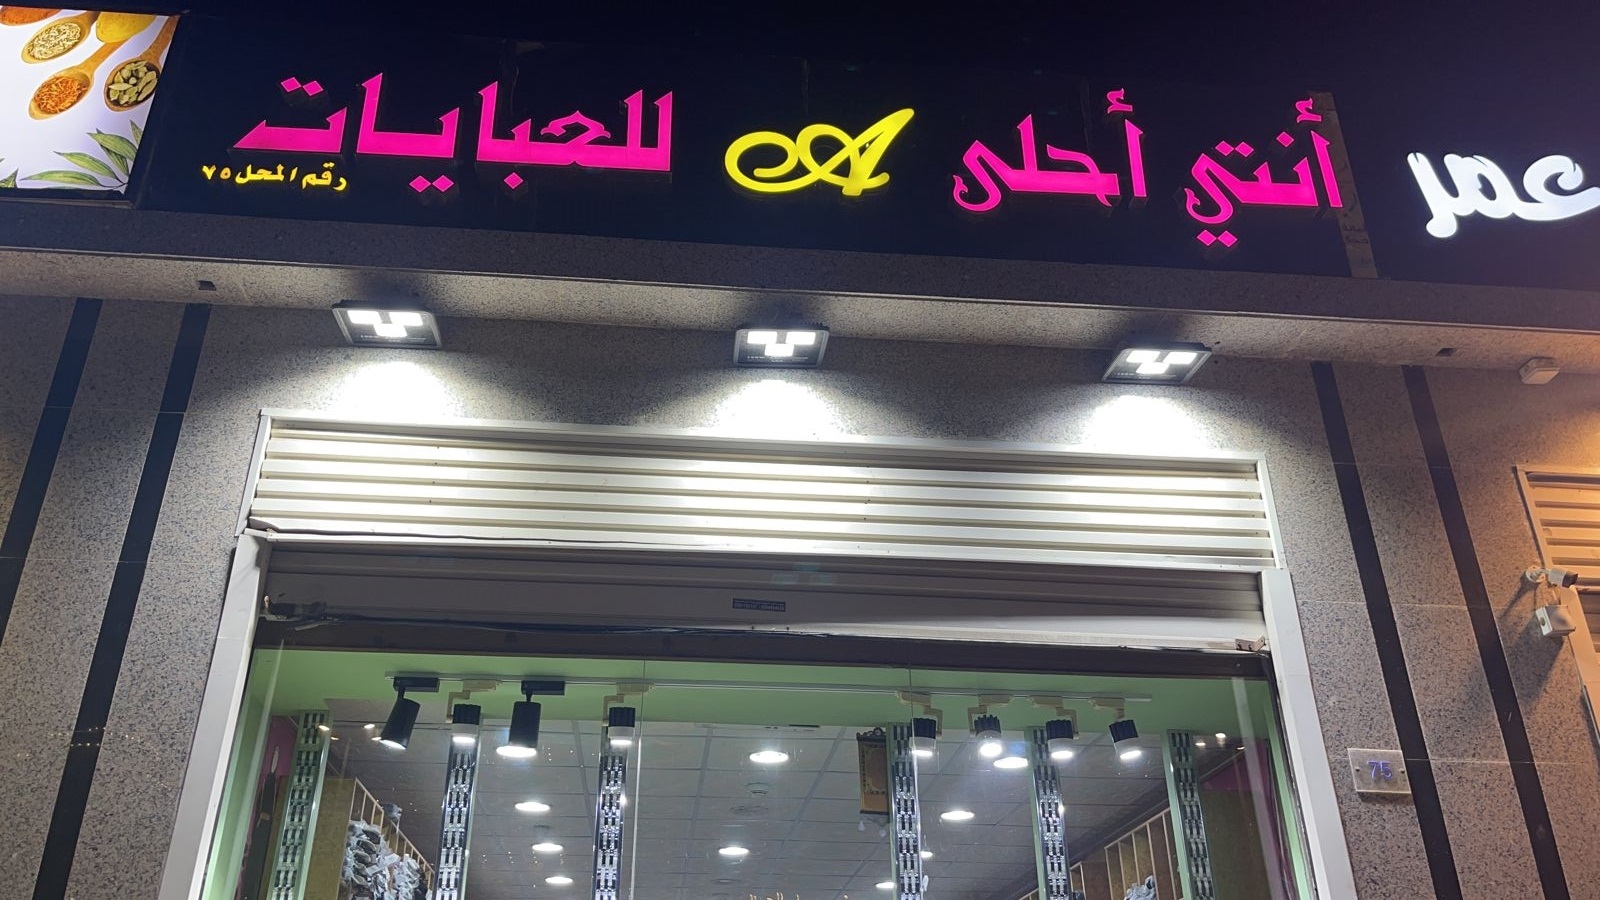 أنتي أحلى A للعبايات
رقم المحل ٧٥
عمر
75